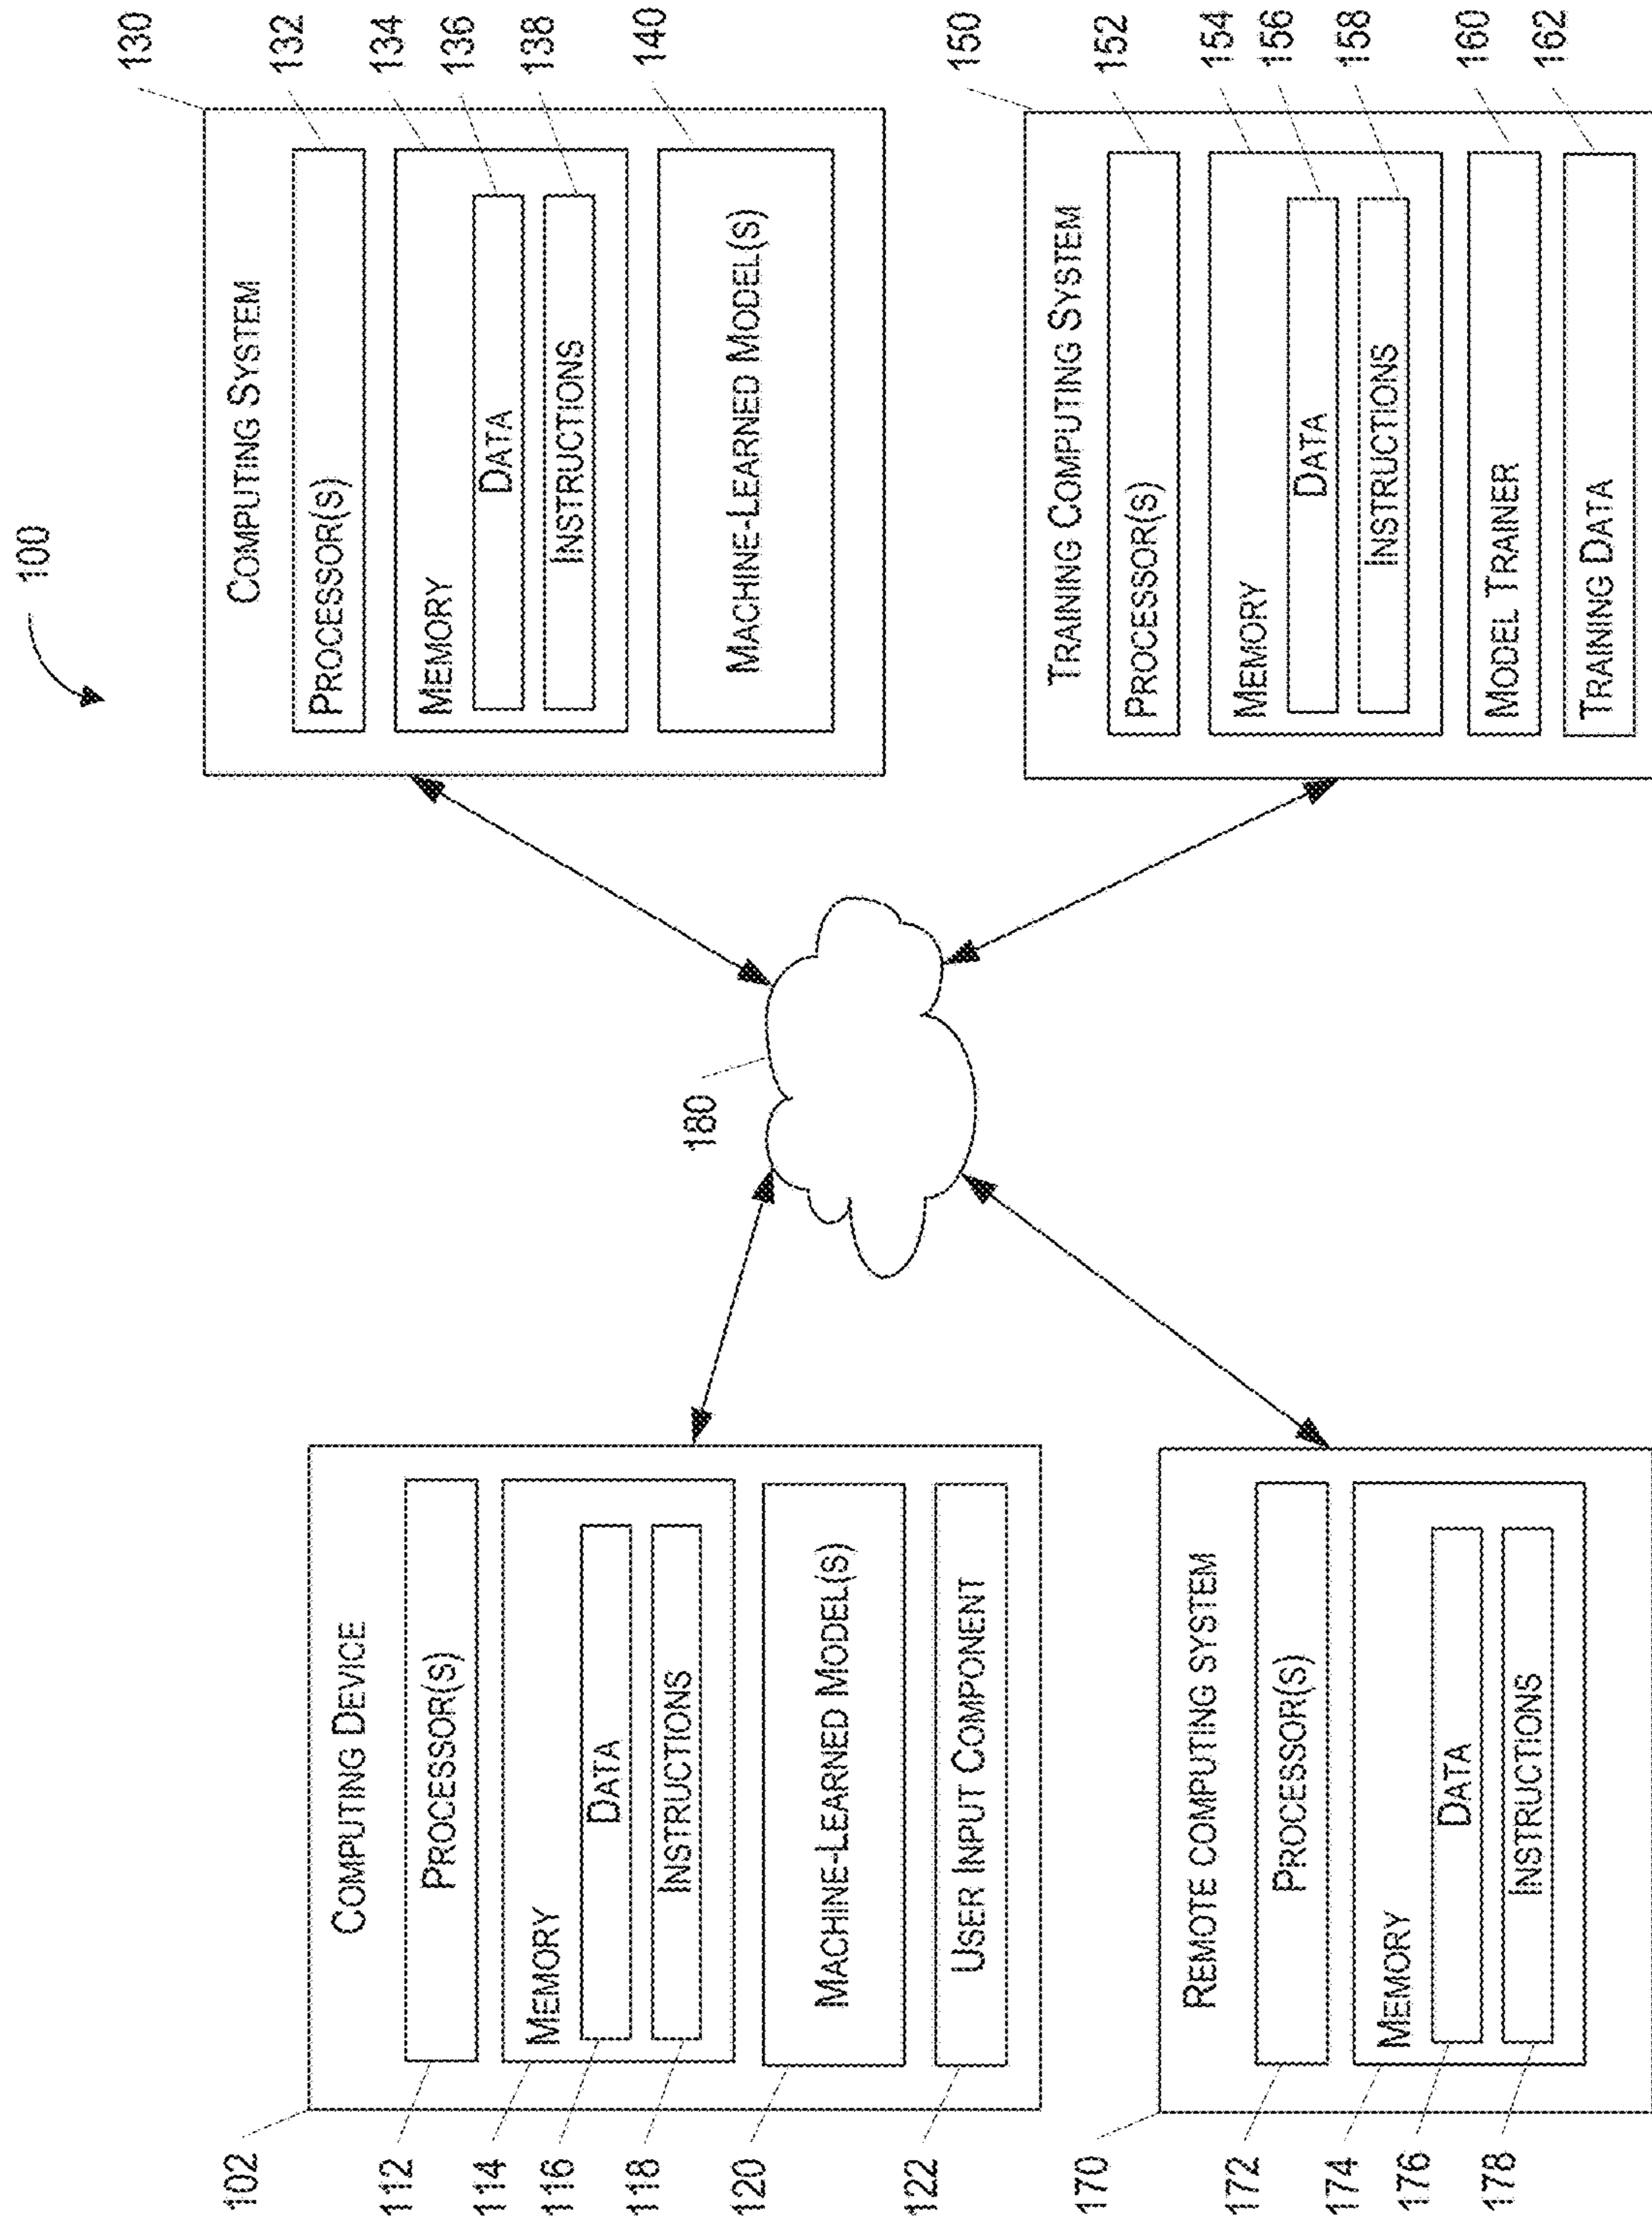 100
102
COMPUTING DEVICE
112
PROCESSOR(S)
114
MEMORY
116
DATA
118
INSTRUCTIONS
120
MACHINE-LEARNED MODEL(S)
122
USER INPUT COMPONENT
170
REMOTE COMPUTING SYSTEM
172
PROCESSOR(S)
174
MEMORY
176
DATA
178
INSTRUCTIONS
180
130
COMPUTING SYSTEM
132
PROCESSOR(S)
134
MEMORY
136
DATA
138
INSTRUCTIONS
140
MACHINE-LEARNED MODEL(S)
150
TRAINING COMPUTING SYSTEM
152
PROCESSOR(S)
154
MEMORY
156
DATA
158
INSTRUCTIONS
160
MODEL TRAINER
162
TRAINING DATA